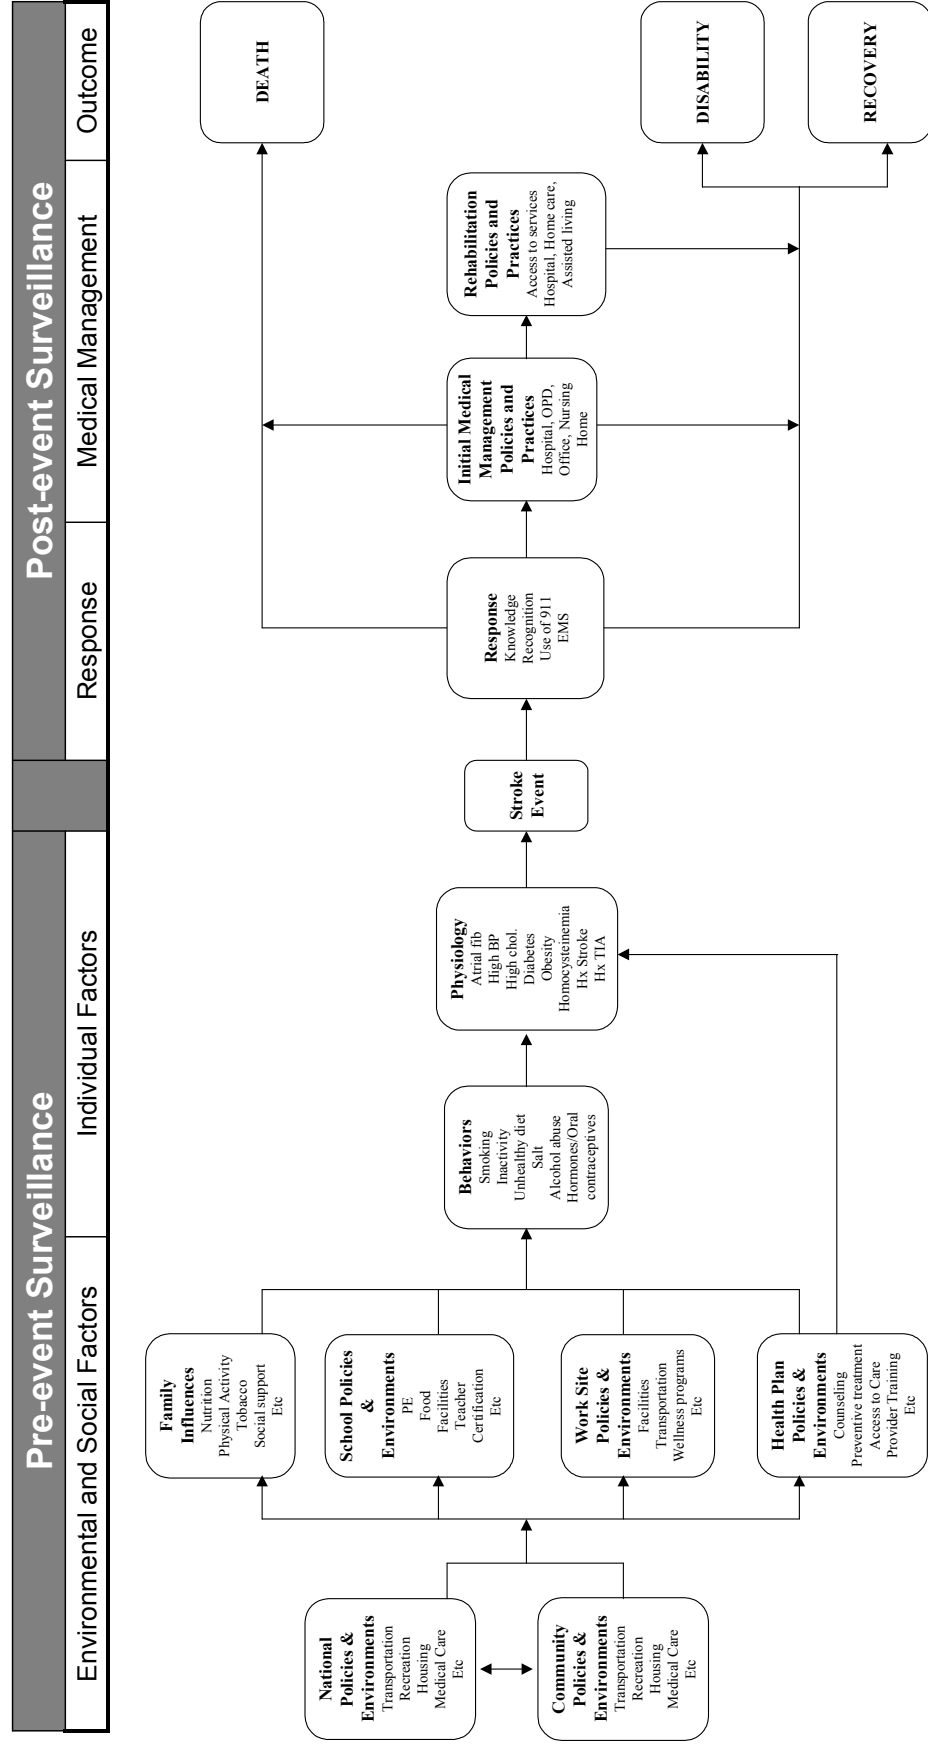 Pre-event Surveillance
Post-event Surveillance
Environmental and Social Factors
Individual Factors
Response
Medical Management
Outcome
National
Policies &
Environments
Transportation
Recreation
Housing
Medical Care
Etc
Community
Policies &
Environments
Transportation
Recreation
Housing
Medical Care
Etc
Family
Influences
Nutrition
Physical Activity
Tobacco
Social support
Etc
School Policies
&
Environments
PE
Food
Facilities
Teacher
Certification
Etc
Work Site
Policies &
Environments
Facilities
Transportation
Wellness programs
Etc
Health Plan
Policies &
Environments
Counseling
Preventive treatment
Access to Care
Provider Training
Etc
Behaviors
Smoking
Inactivity
Unhealthy diet
Salt
Alcohol abuse
Hormones/Oral
contraceptives
Physiology
Atrial fib
High BP
High chol.
Diabetes
Obesity
Homocysteinemia
Hx Stroke
Hx TIA
Stroke
Event
Response
Knowledge
Recognition
Use of 911
EMS
Initial Medical
Management
Policies and
Practices
Hospital, OPD,
Office, Nursing
Home
Rehabilitation
Policies and
Practices
Access to services
Hospital, Home care,
Assisted living
DEATH
DISABILITY
RECOVERY